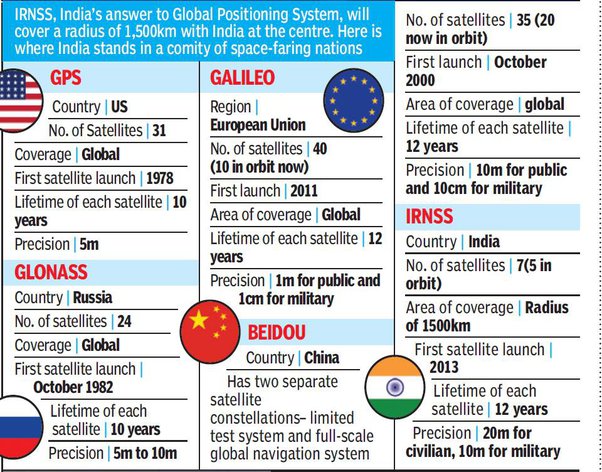 IRNSS, India's answer to Global Positioning System, will
cover a radius of 1,500km with India at the centre. Here is
where India stands in a comity of space-faring nations
GPS
Country | US
No. of Satellites | 31
Coverage | Global
First satellite launch | 1978
Lifetime of each satellite | 10
years
Precision | 5m
GLONASS
Country | Russia
No. of satellites | 24
Coverage | Global
First satellite launch |
October 1982
Lifetime of each
satellite | 10 years
Precision | 5m to 10m
GALILEO
Region |
European Union
No. of satellites | 40
(10 in orbit now)
First launch | 2011
Area of coverage | Global
Lifetime of each satellite | 12
years
Precision | 1m for public and
1cm for military
BEIDOU
Country | China
Has two separate
satellite
constellations– limited
test system and full-scale
global navigation system
No. of satellites | 35 (20
now in orbit)
First launch | October
2000
Area of coverage | global
Lifetime of each satellite |
12 years
Precision | 10m for public
and 10cm for military
IRNSS
Country | India
No. of satellites | 7(5 in
orbit)
Area of coverage | Radius
of 1500km
First satellite launch |
2013
Lifetime of each
satellite | 12 years
Precision | 20m for
civilian, 10m for military